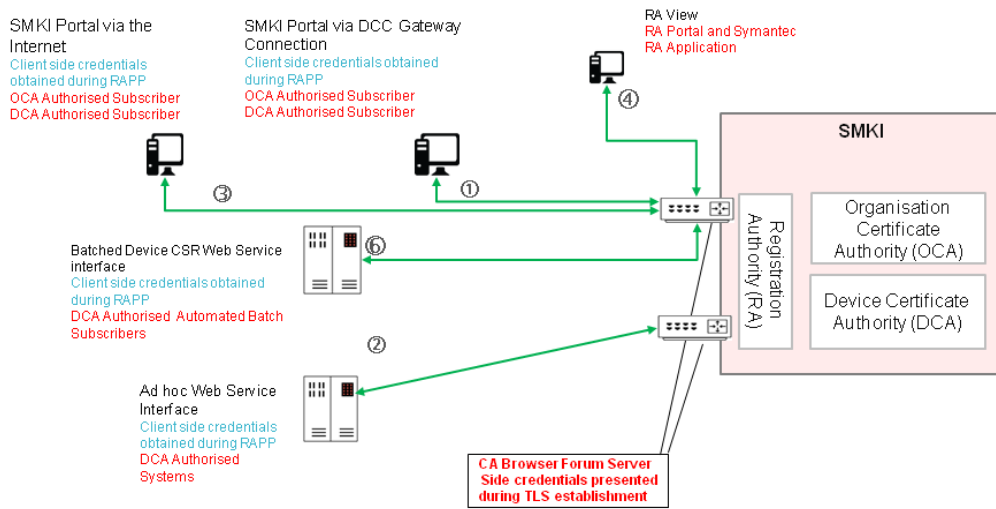 SMKI Portal via the
Internet
Client side credentials
obtained during RAPP
OCA Authorised Subscriber
DCA Authorised Subscriber
SMKI Portal via DCC Gateway
Connection
Client side credentials obtained
during RAPP
OCA Authorised Subscriber
DCA Authorised Subscriber
RA View
RA Portal and Symantec
RA Application
④
①
③
SMKI
Registration
Authority (RA)
Organisation
Certificate
Authority (OCA)
Device Certificate
Authority (DCA)
Batched Device CSR Web Service
interface
Client side credentials obtained
during RAPP
DCA Authorised Automated Batch
Subscribers
⑥
②
Ad hoc Web Service
Interface
Client side credentials
obtained during RAPP
DCA Authorised
Systems
CA Browser Forum Server
Side credentials presented
during TLS establishment